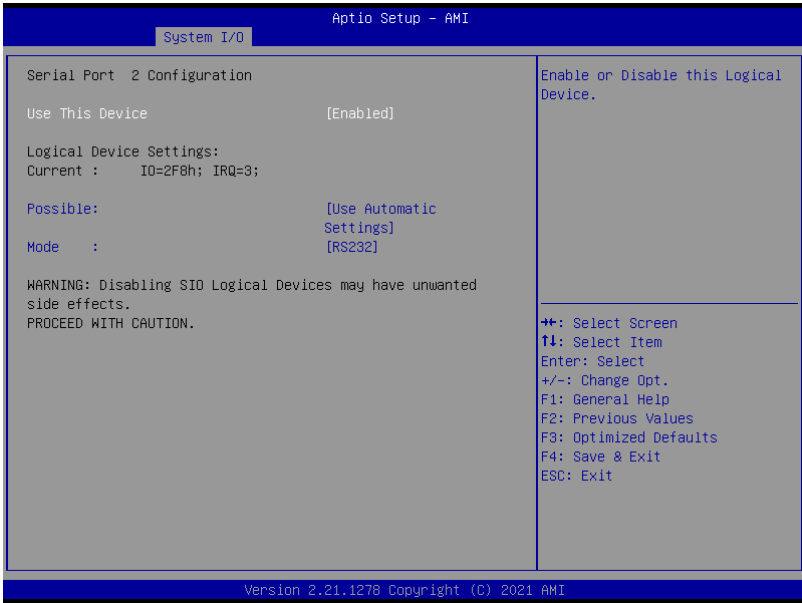 Aptio Setup – AMI
System I/O
Serial Port  2 Configuration
Use This Device [Enabled]
Logical Device Settings:
Current :     IO=2F8h; IRQ=3;
Possible: [Use Automatic
Settings]
Mode    : [RS232]
WARNING: Disabling SIO Logical Devices may have unwanted
side effects.
PROCEED WITH CAUTION.
Enable or Disable this Logical
Device.
→←: Select Screen
↑↓: Select Item
Enter: Select
+/-: Change Opt.
F1: General Help
F2: Previous Values
F3: Optimized Defaults
F4: Save & Exit
ESC: Exit
Version 2.21.1278 Copyright (C) 2021 AMI